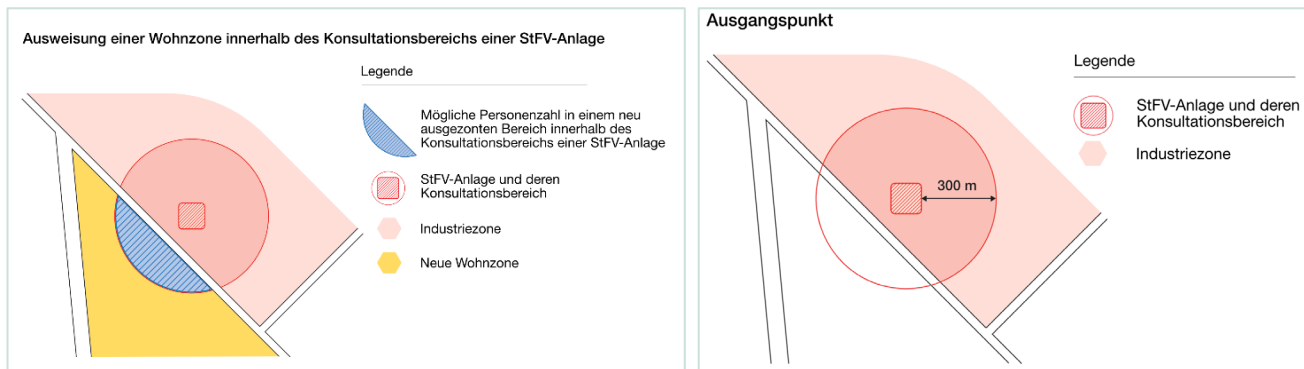 Ausweisung einer Wohnzone innerhalb des Konsultationsbereichs einer StFV-Anlage
Legende
Mögliche Personenzahl in einem neu
ausgezonten Bereich innerhalb des
Konsultationsbereichs einer StFV-Anlage
StFV-Anlage und deren
Konsultationsbereich
Industriezone
Neue Wohnzone
Ausgangspunkt
Legende
StFV-Anlage und deren
Konsultationsbereich
Industriezone
300 m